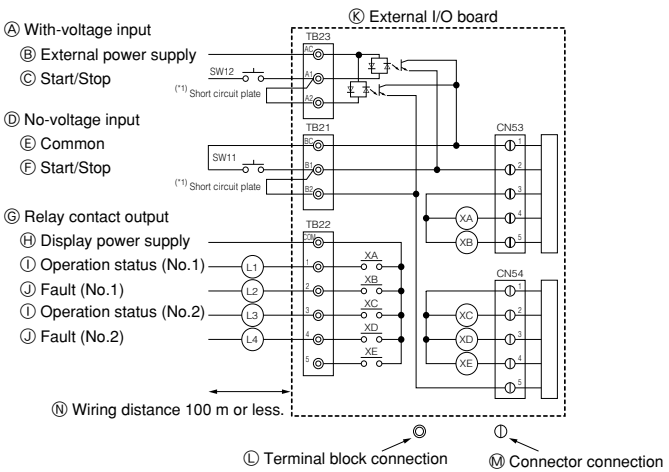 Ⓚ External I/O board
Ⓐ With-voltage input
TB23
Ⓑ External power supply
AC
Ⓒ Start/Stop
SW12
A1
(*1) Short circuit plate
A2
Ⓓ No-voltage input
TB21
CN53
Ⓔ Common
BC
1
SW11
Ⓕ Start/Stop
B1
2
(*1) Short circuit plate
B2
3
Ⓖ Relay contact output
TB22
XA
4
Ⓗ Display power supply
COM
XB
5
Ⓘ Operation status (No.1)
L1
1
XA
CN54
Ⓙ Fault (No.1)
L2
2
XB
1
Ⓘ Operation status (No.2)
L3
3
XC
XC
2
Ⓙ Fault (No.2)
L4
4
XD
XD
3
5
XE
XE
4
5
Ⓝ Wiring distance 100 m or less.
Ⓛ Terminal block connection
Ⓜ Connector connection